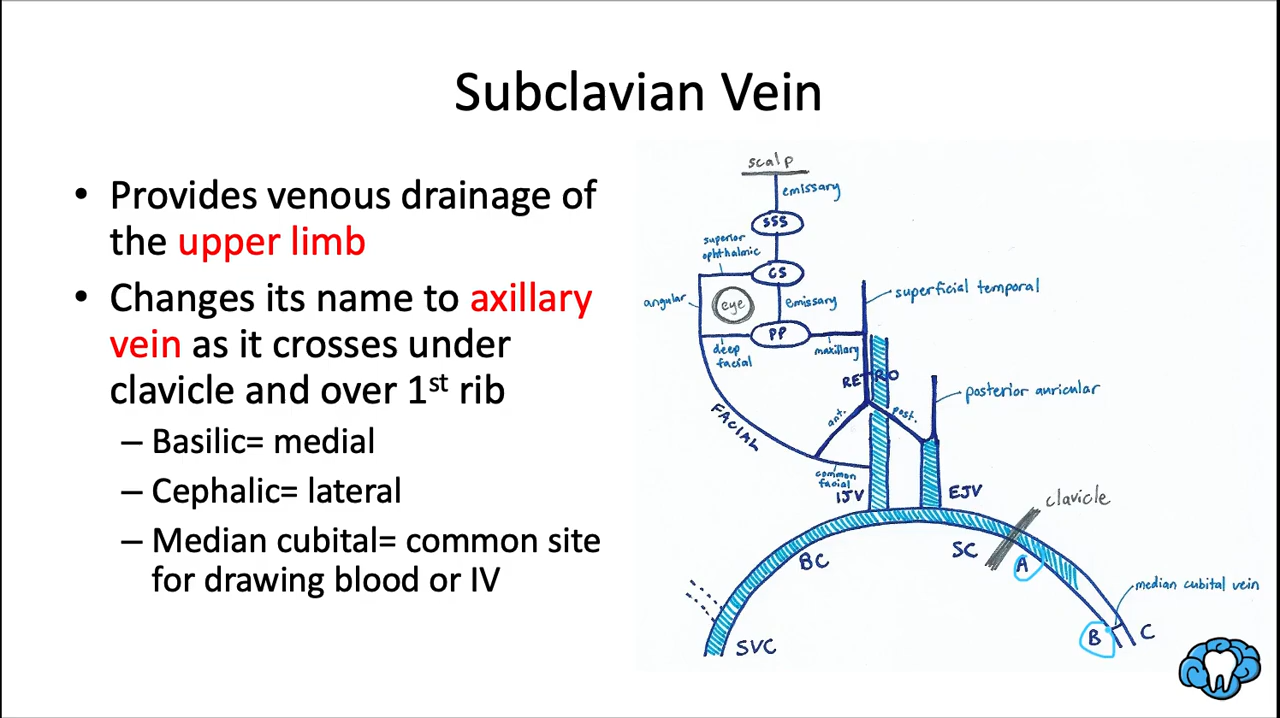 Subclavian Vein
• Provides venous drainage of
the upper limb
• Changes its name to axillary
vein as it crosses under
clavicle and over 1st rib
– Basilic= medial
– Cephalic= lateral
– Median cubital= common site
for drawing blood or IV
scalp
emissary
SSS
superior
ophthalmic
CS
angular
eye
emissary
superficial temporal
PP
deep
facial
maxillary
RETRO
posterior auricular
FACIAL
ant.
post.
common
facial
IJV
EJV
clavicle
BC
SC
A
median cubital vein
B
C
SVC